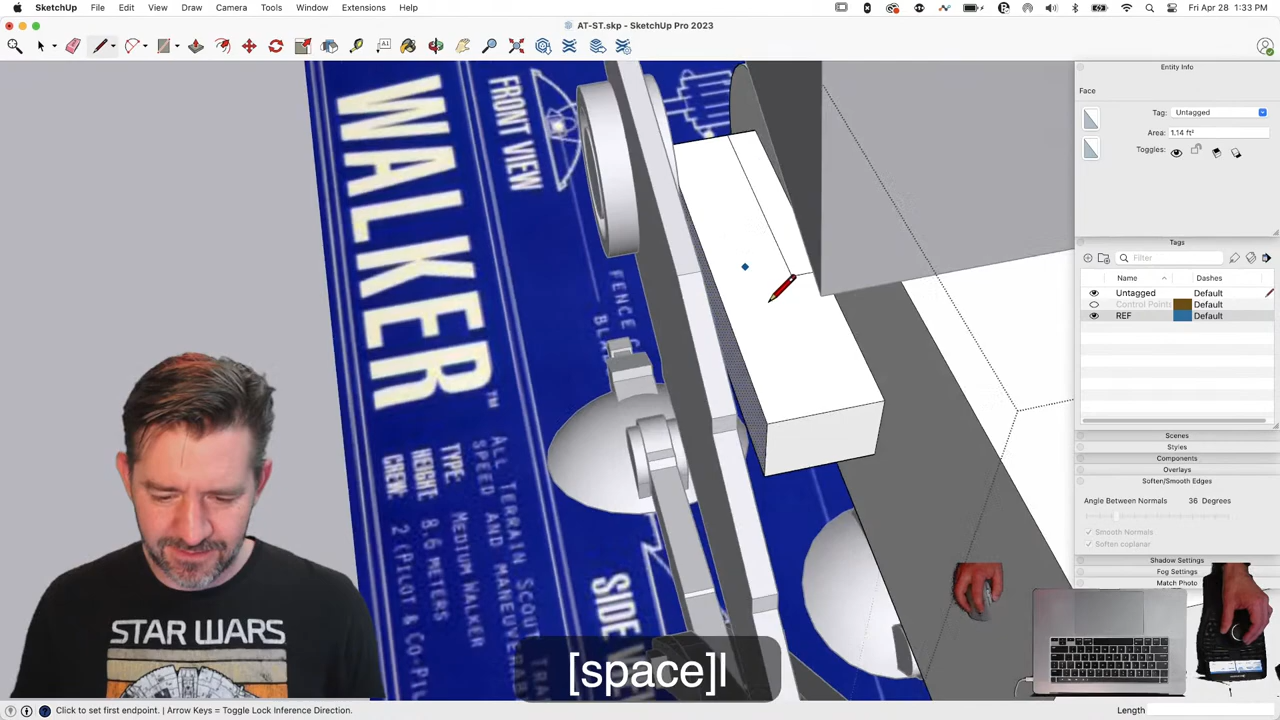 SketchUp File Edit View Draw Camera Tools Window Extensions Help Fri Apr 28 1:33 PM
AT-ST.skp - SketchUp Pro 2023
Entity Info
Face
Tag: Untagged
Area: 1.14 ft²
Toggles:
Tags
Filter
Name Dashes
Untagged Default
Control Points Default
REF Default
Scenes
Styles
Components
Overlays
Soften/Smooth Edges
Angle Between Normals 36 Degrees
Smooth Normals
Soften coplanar
Shadow Settings
Fog Settings
Match Photo
WALKER™
FRONT VIEW
SIDE
TYPE:
MEDIUM WALKER
HEIGHT:
8.6 METERS
CREW:
2 (PILOT &
ALL TERRAIN SCOUT
SPEED AND MANEUVER
STAR WARS
[space]l
Click to set first endpoint. | Arrow Keys = Toggle Lock Inference Direction. Length